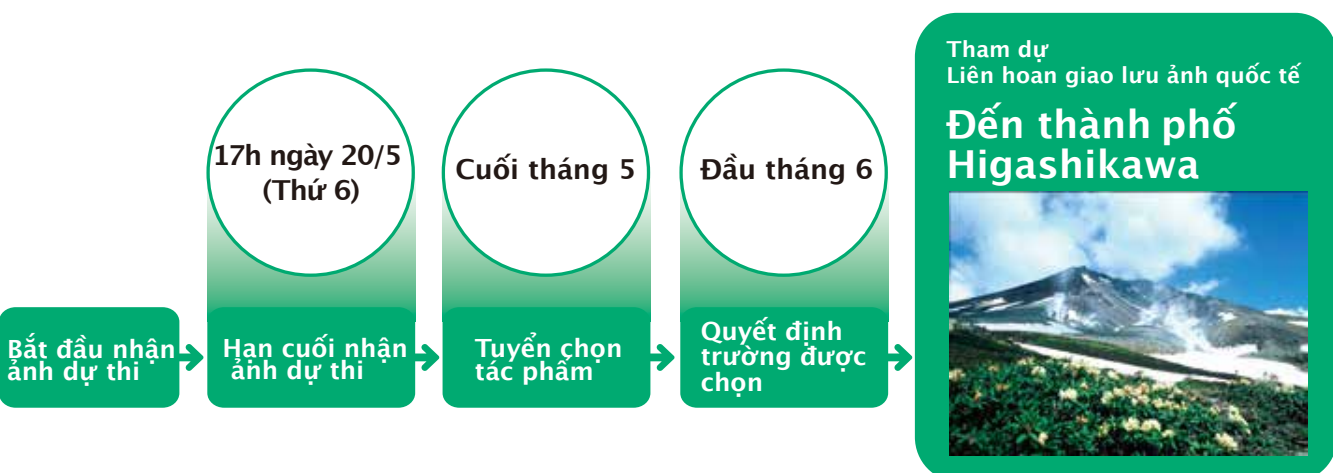 Tham dự
Liên hoan giao lưu ảnh quốc tế
Đến thành phố
Higashikawa
17h ngày 20/5
(Thứ 6)
Cuối tháng 5
Đầu tháng 6
Bắt đầu nhận
ảnh dự thi
Hạn cuối nhận
ảnh dự thi
Tuyển chọn
tác phẩm
Quyết định
trường được
chọn